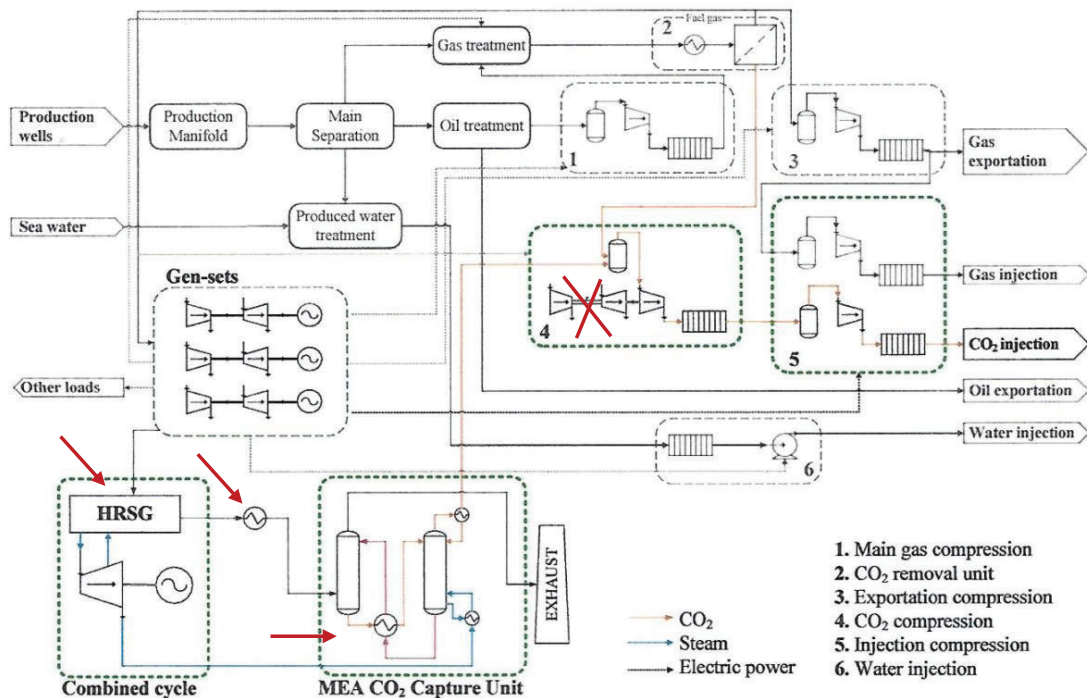 Fuel gas
2
Gas treatment
Production
wells
Production
Manifold
Main
Separation
Oil treatment
1
3
Gas
exportation
Sea water
Produced water
treatment
Gen-sets
4
5
Gas injection
CO₂ injection
Other loads
Oil exportation
Water injection
6
HRSG
EXHAUST
Combined cycle
MEA CO₂ Capture Unit
CO₂
Steam
Electric power
1. Main gas compression
2. CO₂ removal unit
3. Exportation compression
4. CO₂ compression
5. Injection compression
6. Water injection